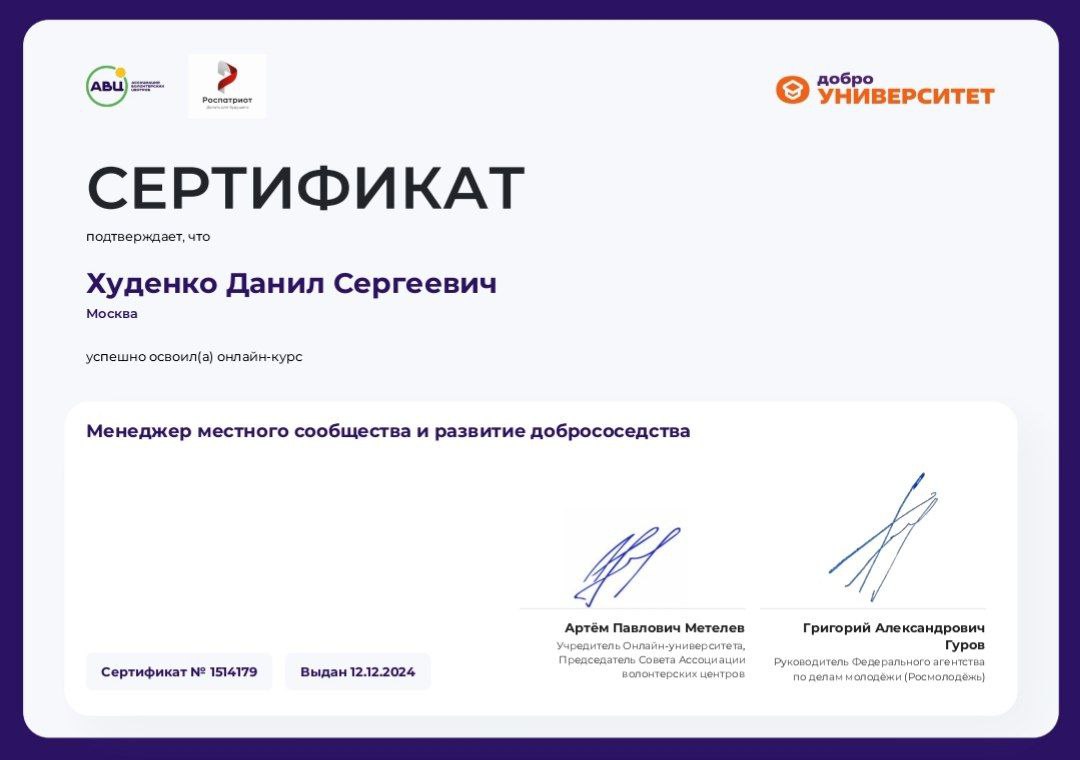 АВЦ
АССОЦИАЦИЯ
ВОЛОНТЕРСКИХ
ЦЕНТРОВ
Роспатриот
добро
УНИВЕРСИТЕТ
СЕРТИФИКАТ
подтверждает, что
Худенко Данил Сергеевич
Москва
успешно освоил(а) онлайн-курс
Менеджер местного сообщества и развитие добрососедства
Артём Павлович Метелев
Учредитель Онлайн-университета,
Председатель Совета Ассоциации
волонтерских центров
Григорий Александрович
Гуров
Руководитель Федерального агентства
по делам молодёжи (Росмолодёжь)
Сертификат № 1514179
Выдан 12.12.2024